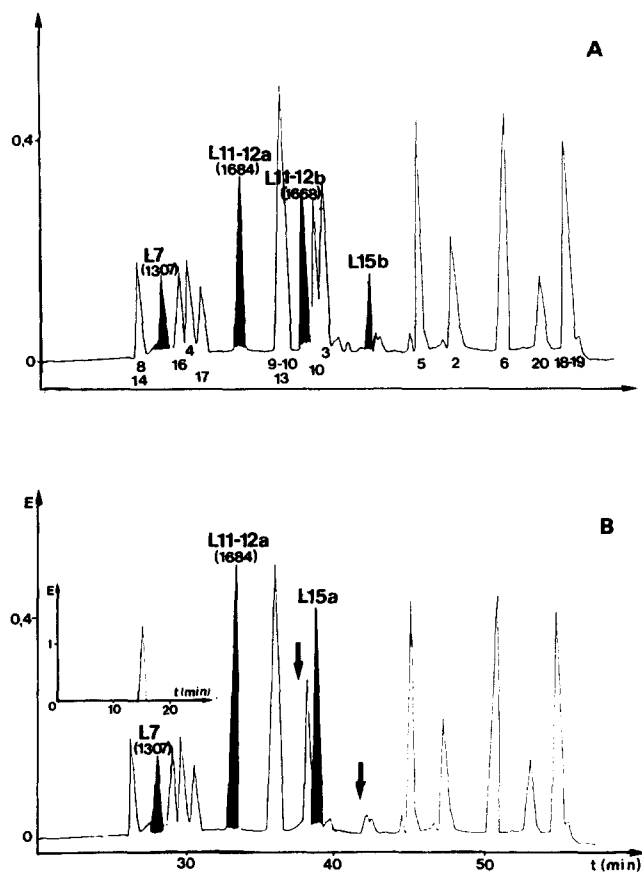 A
0,4
L11-12a
(1684)
L11-12b
(1668)
L7
(1307)
L15b
0
8 16 4 9-10 3 5 2 6 20 18-19
14 17 13 10
E
B
L11-12a
(1684)
L15a
0,4
E
1
0
10 20 t(min)
L7
(1307)
0
30 40 50 t(min)